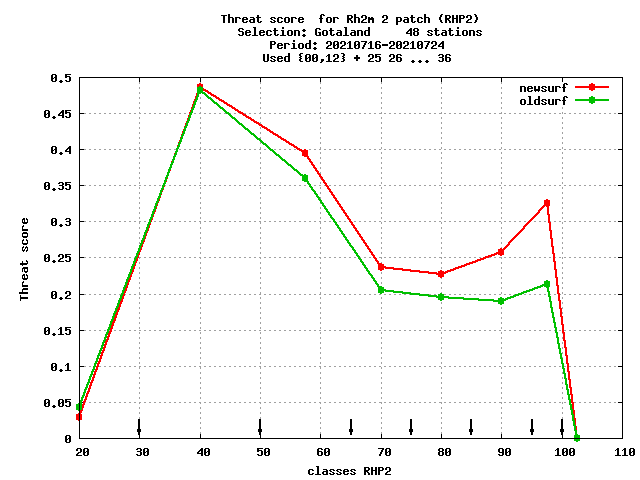 Threat score  for Rh2m 2 patch (RHP2)
Selection: Gotaland     48 stations
Period: 20210716-20210724
Used {00,12} + 25 26 ... 36
newsurf
oldsurf
0.5
0.45
0.4
0.35
0.3
0.25
0.2
0.15
0.1
0.05
0
Threat score
20 30 40 50 60 70 80 90 100 110
classes RHP2